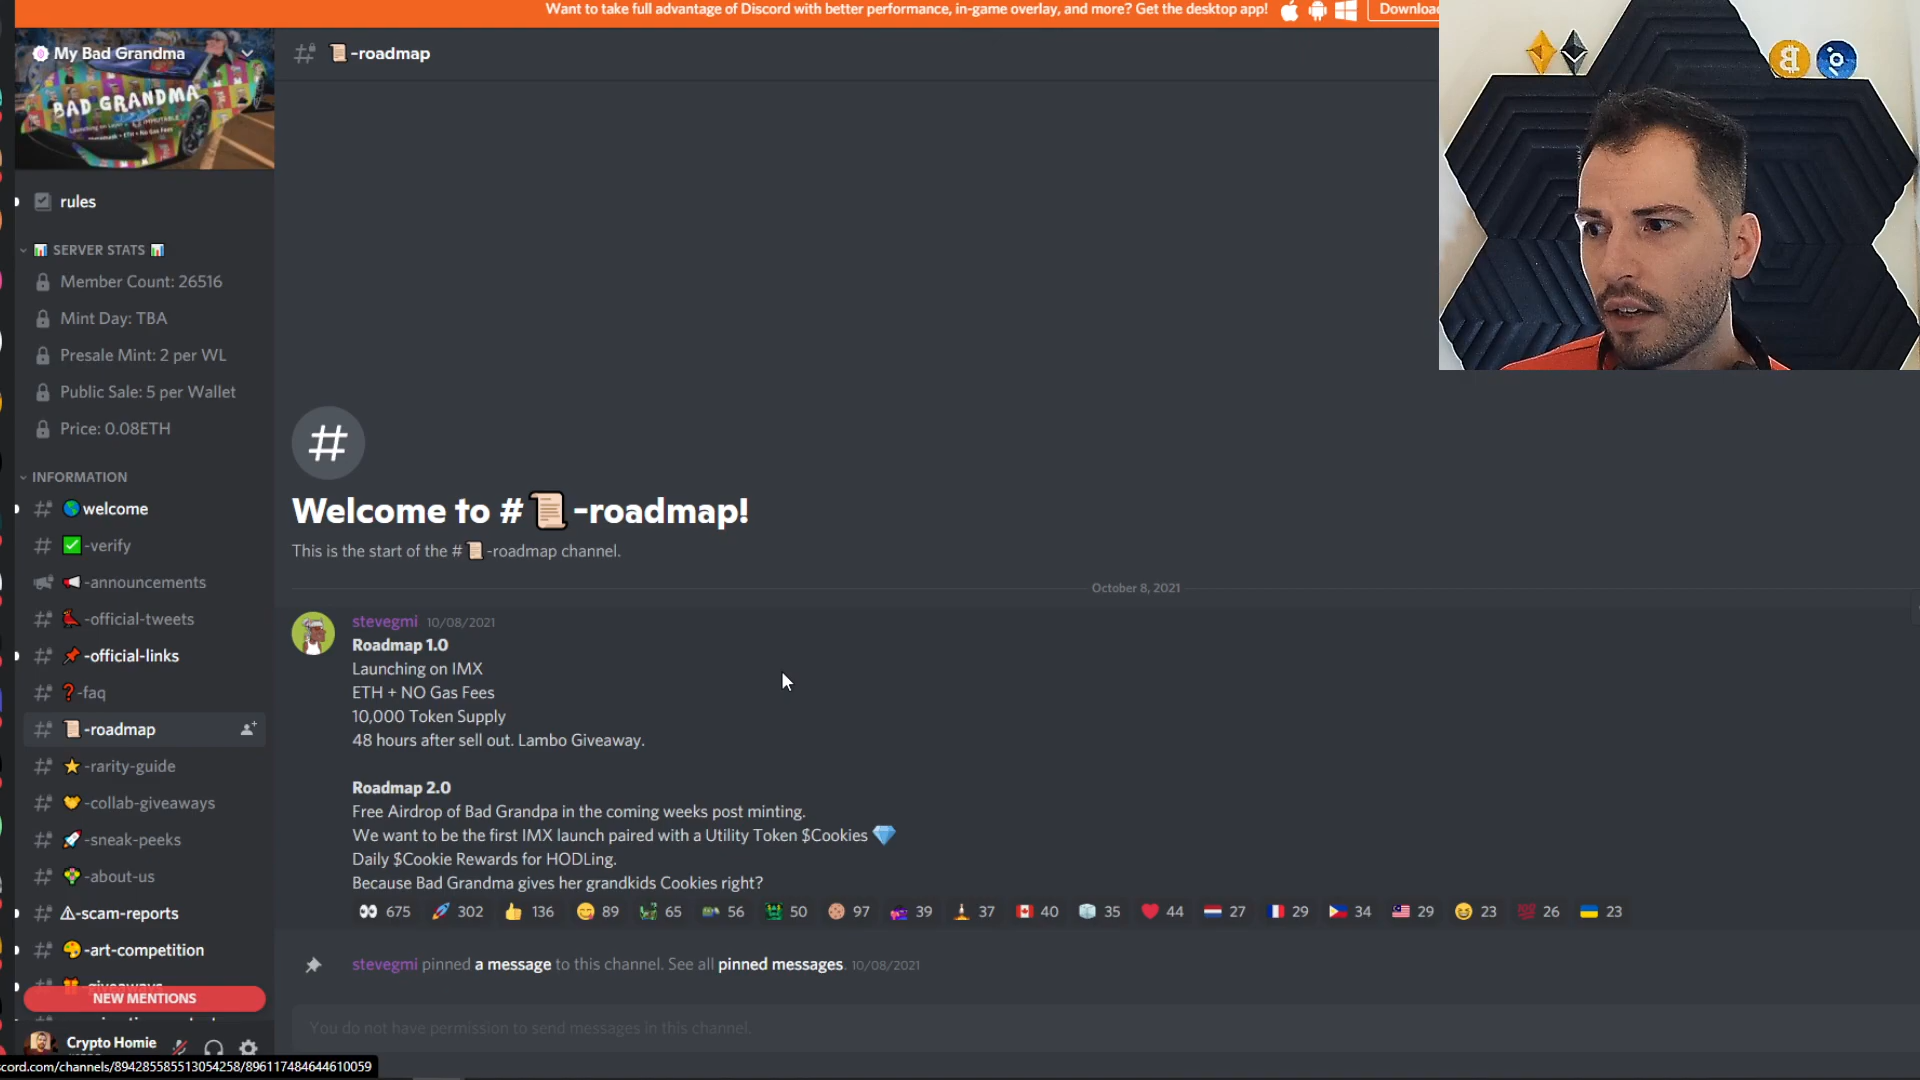 Want to take full advantage of Discord with better performance, in-game overlay, and more? Get the desktop app!
My Bad Grandma
BAD GRANDMA
rules
SERVER STATS
Member Count: 26516
Mint Day: TBA
Presale Mint: 2 per WL
Public Sale: 5 per Wallet
Price: 0.08ETH
INFORMATION
welcome
-verify
-announcements
-official-tweets
-official-links
-faq
-roadmap
-rarity-guide
-collab-giveaways
-sneak-peeks
-about-us
-scam-reports
-art-competition
NEW MENTIONS
Crypto Homie
cord.com/channels/894285585513054258/896117484644610059
-roadmap
Welcome to # -roadmap!
This is the start of the # -roadmap channel.
October 8, 2021
stevegmi 10/08/2021
Roadmap 1.0
Launching on IMX
ETH + NO Gas Fees
10,000 Token Supply
48 hours after sell out. Lambo Giveaway.
Roadmap 2.0
Free Airdrop of Bad Grandpa in the coming weeks post minting.
We want to be the first IMX launch paired with a Utility Token $Cookies
Daily $Cookie Rewards for HODLing.
Because Bad Grandma gives her grandkids Cookies right?
675 302 136 89 65 56 50 97 39 37 40 35 44 27 29 34 29 23 26 23
stevegmi pinned a message to this channel. See all pinned messages. 10/08/2021
You do not have permission to send messages in this channel.